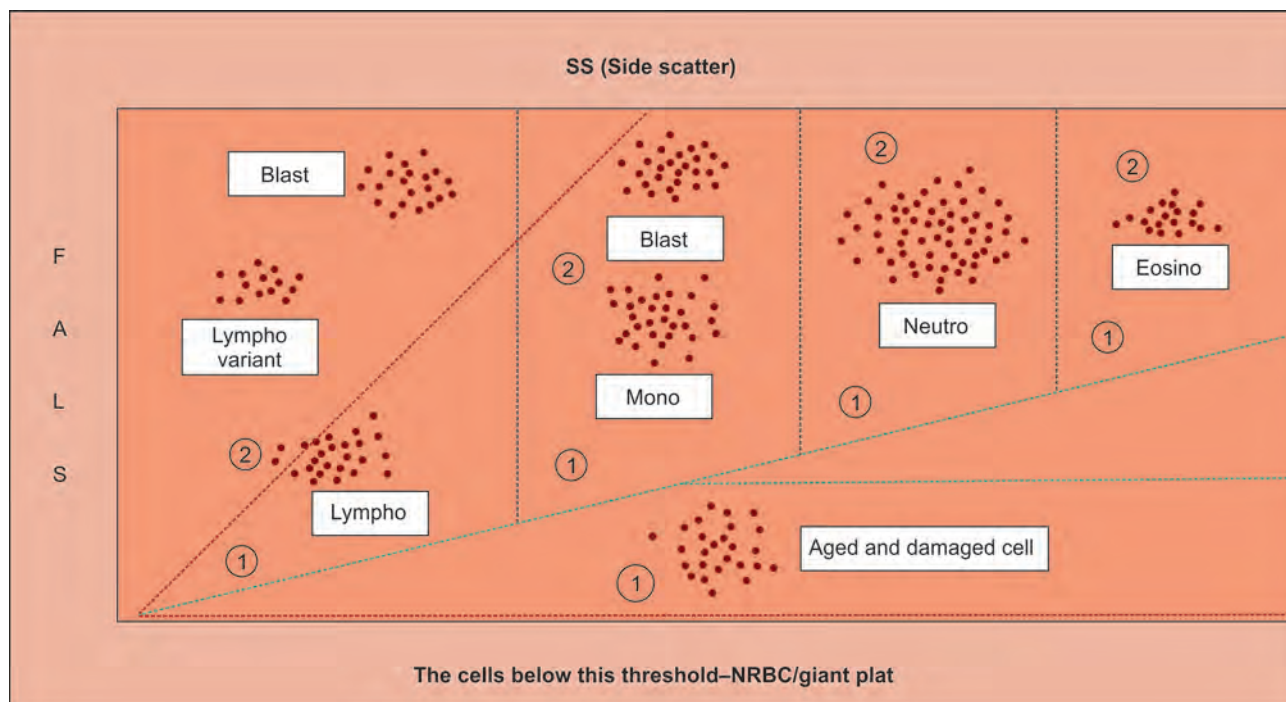 SS (Side scatter)
2
2
Blast
Blast
2
Eosino
F
A
L
S
Lympho
variant
Neutro
1
Mono
1
2
1
Lympho
1
Aged and damaged cell
1
The cells below this threshold–NRBC/giant plat
2